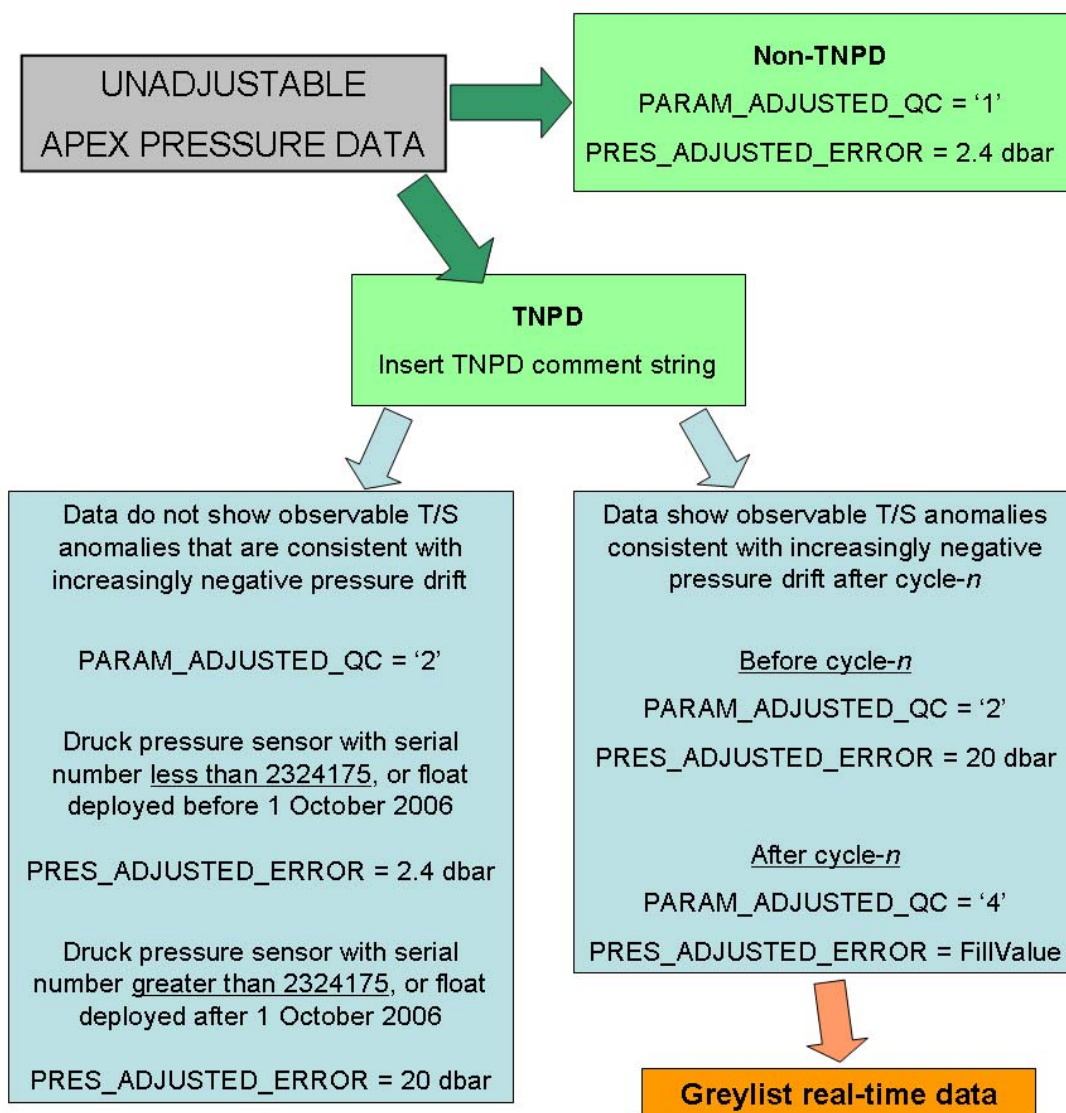 UNADJUSTABLE
APEX PRESSURE DATA
Non-TNPD
PARAM_ADJUSTED_QC = ‘1’
PRES_ADJUSTED_ERROR = 2.4 dbar
TNPD
Insert TNPD comment string
Data do not show observable T/S
anomalies that are consistent with
increasingly negative pressure drift
PARAM_ADJUSTED_QC = ‘2’
Druck pressure sensor with serial
number less than 2324175, or float
deployed before 1 October 2006
PRES_ADJUSTED_ERROR = 2.4 dbar
Druck pressure sensor with serial
number greater than 2324175, or float
deployed after 1 October 2006
PRES_ADJUSTED_ERROR = 20 dbar
Data show observable T/S anomalies
consistent with increasingly negative
pressure drift after cycle-n
Before cycle-n
PARAM_ADJUSTED_QC = ‘2’
PRES_ADJUSTED_ERROR = 20 dbar
After cycle-n
PARAM_ADJUSTED_QC = ‘4’
PRES_ADJUSTED_ERROR = FillValue
Greylist real-time data